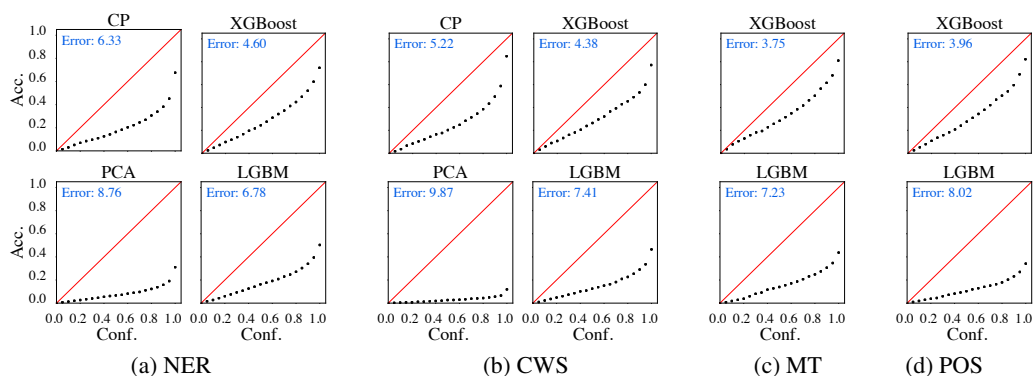 CP XGBoost CP XGBoost XGBoost XGBoost
Error: 6.33 Error: 4.60 Error: 5.22 Error: 4.38 Error: 3.75 Error: 3.96
Acc.
1.0
0.8
0.6
0.4
0.2
0.0
PCA LGBM PCA LGBM LGBM LGBM
Error: 8.76 Error: 6.78 Error: 9.87 Error: 7.41 Error: 7.23 Error: 8.02
Acc.
1.0
0.8
0.6
0.4
0.2
0.0
0.0 0.2 0.4 0.6 0.8 1.0 0.0 0.2 0.4 0.6 0.8 1.0 0.0 0.2 0.4 0.6 0.8 1.0 0.0 0.2 0.4 0.6 0.8 1.0 0.0 0.2 0.4 0.6 0.8 1.0 0.0 0.2 0.4 0.6 0.8 1.0
Conf. Conf. Conf. Conf. Conf. Conf.
(a) NER (b) CWS (c) MT (d) POS